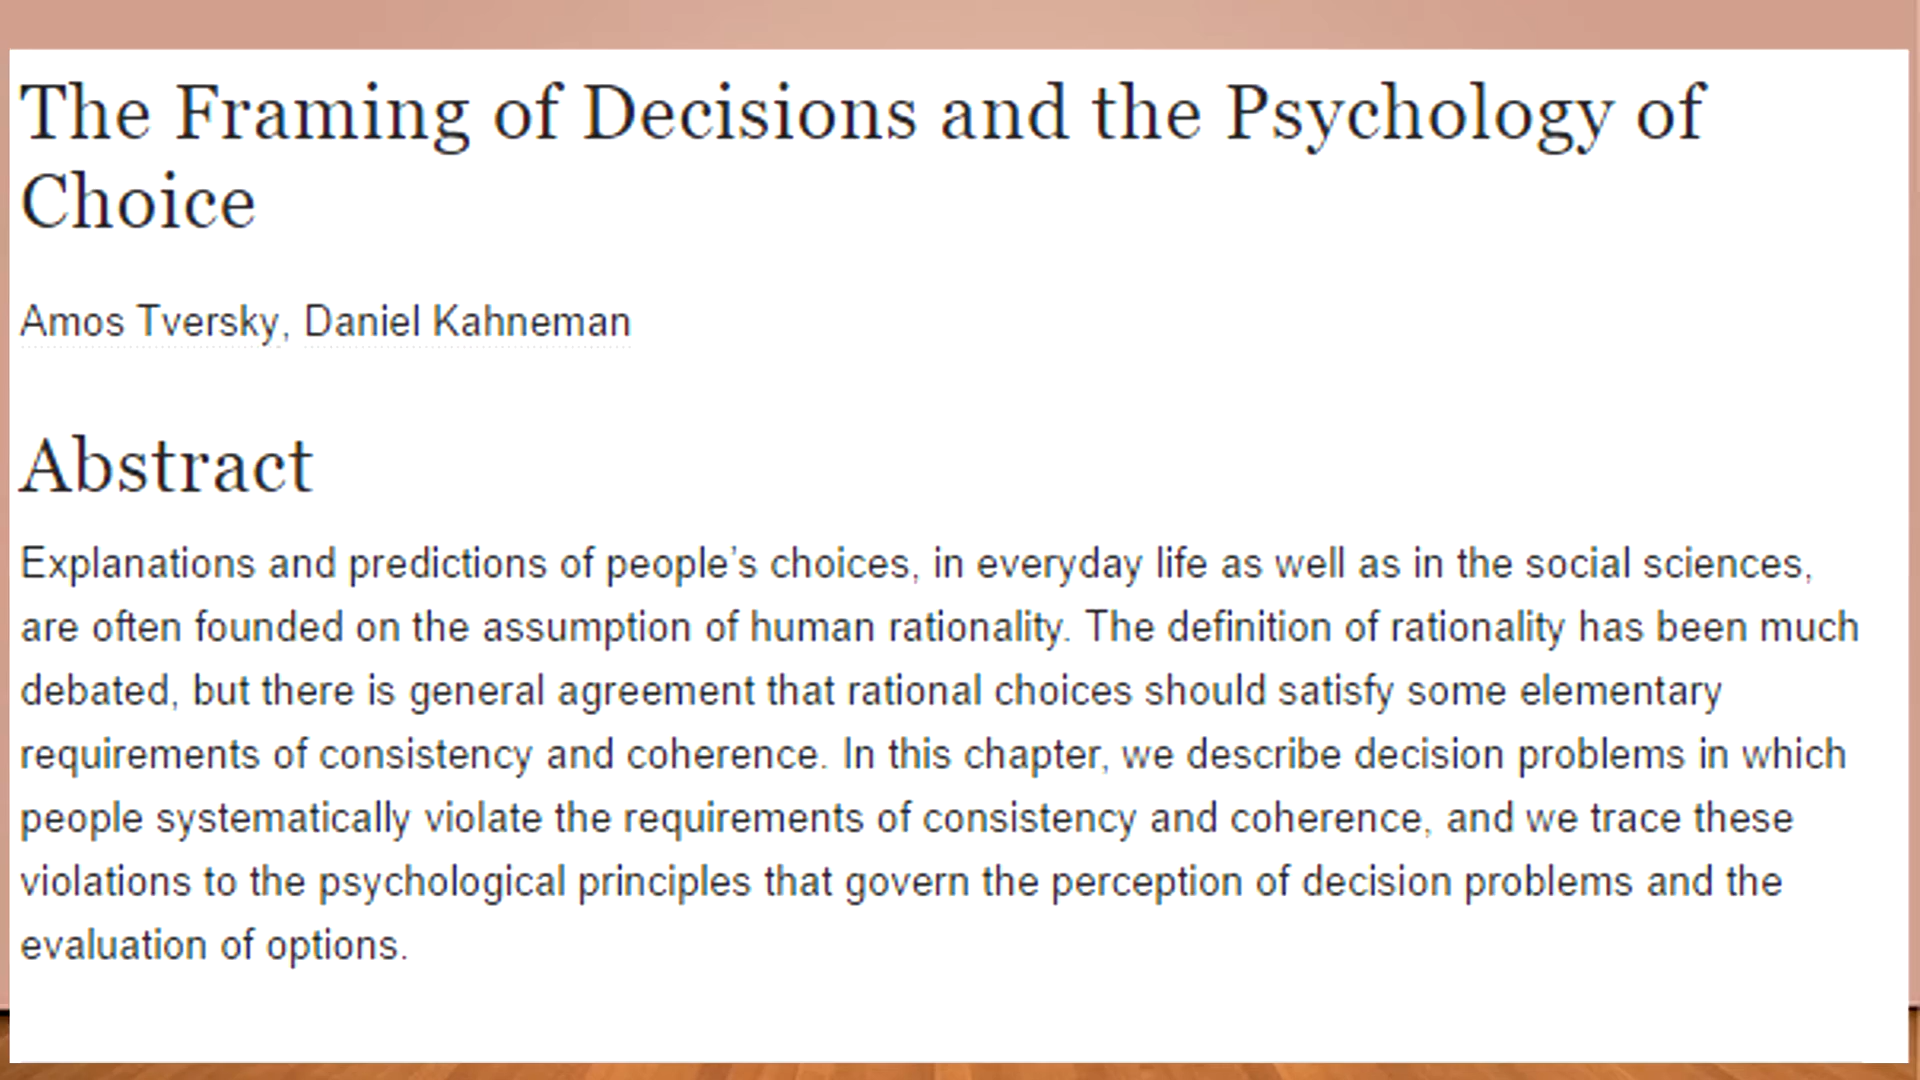 The Framing of Decisions and the Psychology of
Choice
Amos Tversky, Daniel Kahneman
Abstract
Explanations and predictions of people’s choices, in everyday life as well as in the social sciences,
are often founded on the assumption of human rationality. The definition of rationality has been much
debated, but there is general agreement that rational choices should satisfy some elementary
requirements of consistency and coherence. In this chapter, we describe decision problems in which
people systematically violate the requirements of consistency and coherence, and we trace these
violations to the psychological principles that govern the perception of decision problems and the
evaluation of options.